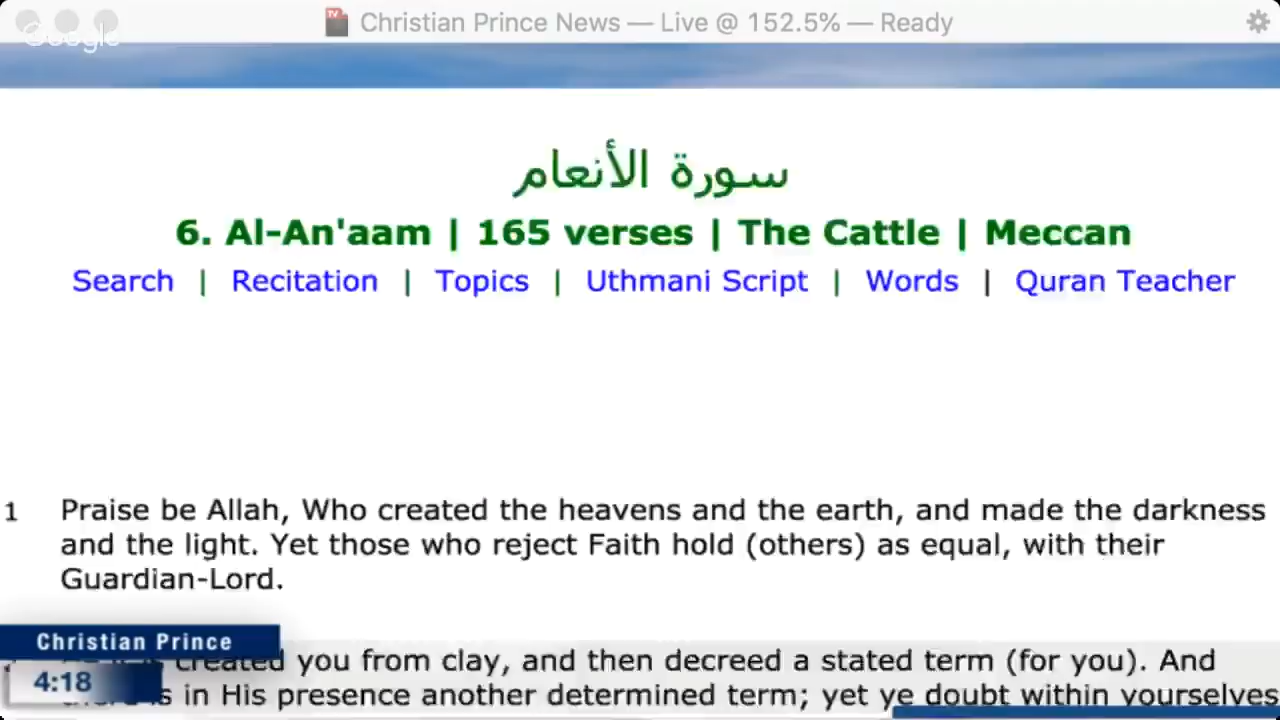 Google
Christian Prince News — Live @ 152.5% — Ready
سورة الأنعام
6. Al-An'aam | 165 verses | The Cattle | Meccan
Search | Recitation | Topics | Uthmani Script | Words | Quran Teacher
1 Praise be Allah, Who created the heavens and the earth, and made the darkness
and the light. Yet those who reject Faith hold (others) as equal, with their
Guardian-Lord.
Christian Prince
created you from clay, and then decreed a stated term (for you). And
4:18
in His presence another determined term; yet ye doubt within yourselves